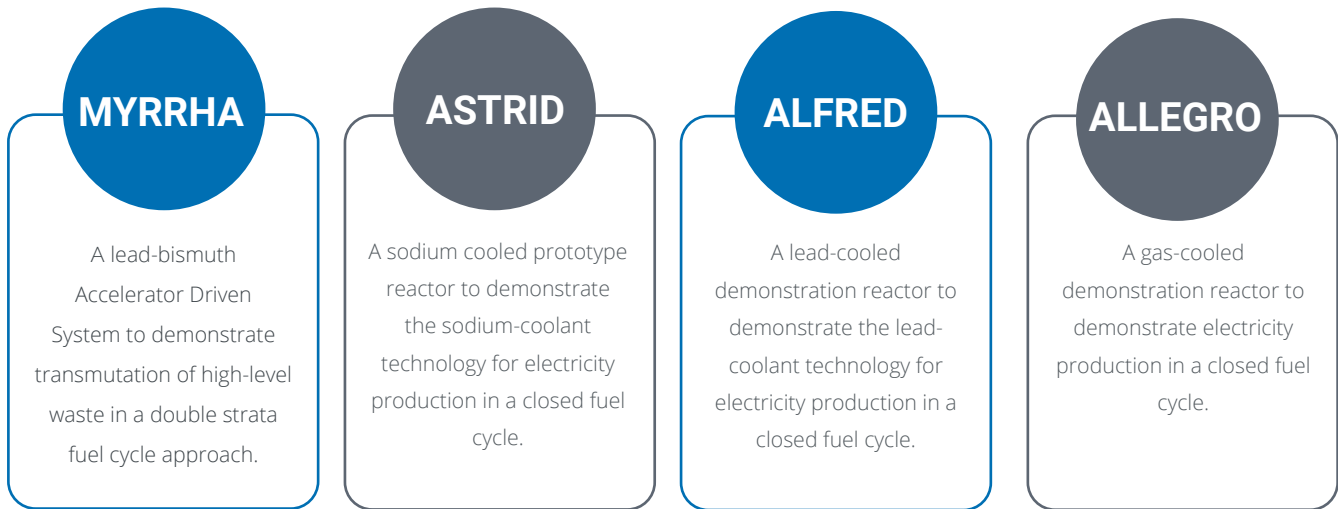 MYRRHA
A lead-bismuth
Accelerator Driven
System to demonstrate
transmutation of high-level
waste in a double strata
fuel cycle approach.
ASTRID
A sodium cooled prototype
reactor to demonstrate
the sodium-coolant
technology for electricity
production in a closed fuel
cycle.
ALFRED
A lead-cooled
demonstration reactor to
demonstrate the lead-
coolant technology for
electricity production in a
closed fuel cycle.
ALLEGRO
A gas-cooled
demonstration reactor to
demonstrate electricity
production in a closed fuel
cycle.